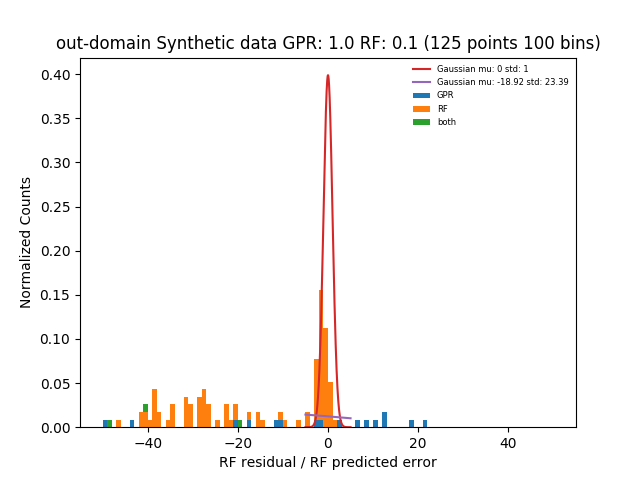 out-domain Synthetic data GPR: 1.0 RF: 0.1 (125 points 100 bins)
0.40
0.35
0.30
0.25
0.20
0.15
0.10
0.05
0.00
Normalized Counts
Gaussian mu: 0 std: 1
Gaussian mu: -18.92 std: 23.39
GPR
RF
both
−40
−20
0
20
40
RF residual / RF predicted error